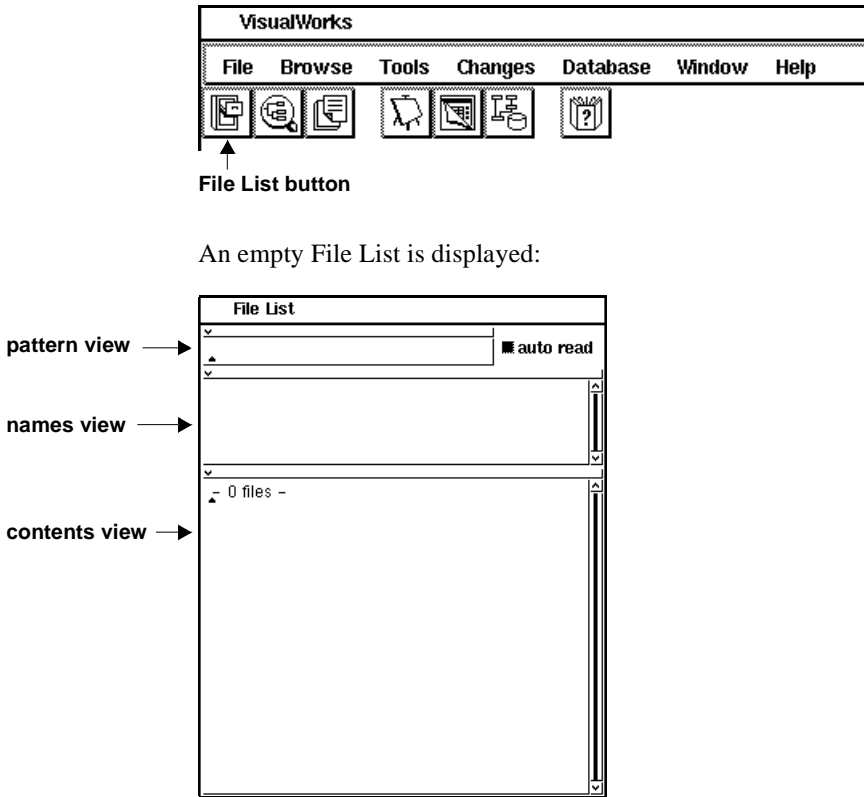 VisualWorks
File Browse Tools Changes Database Window Help
?
File List button
An empty File List is displayed:
File List
pattern view
auto read
names view
- 0 files -
contents view